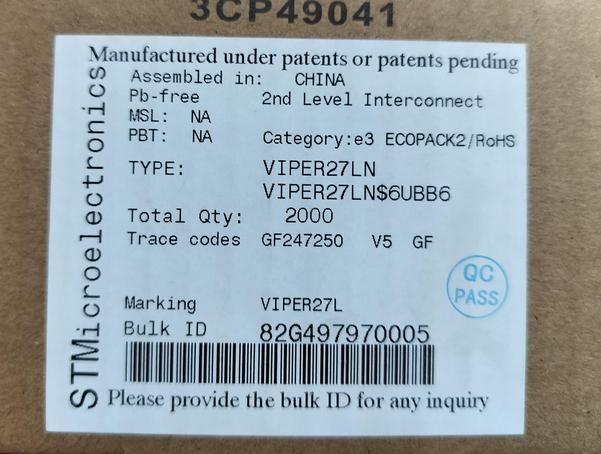 3CP49041
Manufactured under patents or patents pending
STMicroelectronics
Assembled in: CHINA
Pb-free 2nd Level Interconnect
MSL: NA
PBT: NA Category:e3 ECOPACK2/RoHS
TYPE: VIPER27LN
VIPER27LN$6UBB6
Total Qty: 2000
Trace codes GF247250 V5 GF
QC
PASS
Marking VIPER27L
Bulk ID 82G497970005
Please provide the bulk ID for any inquiry